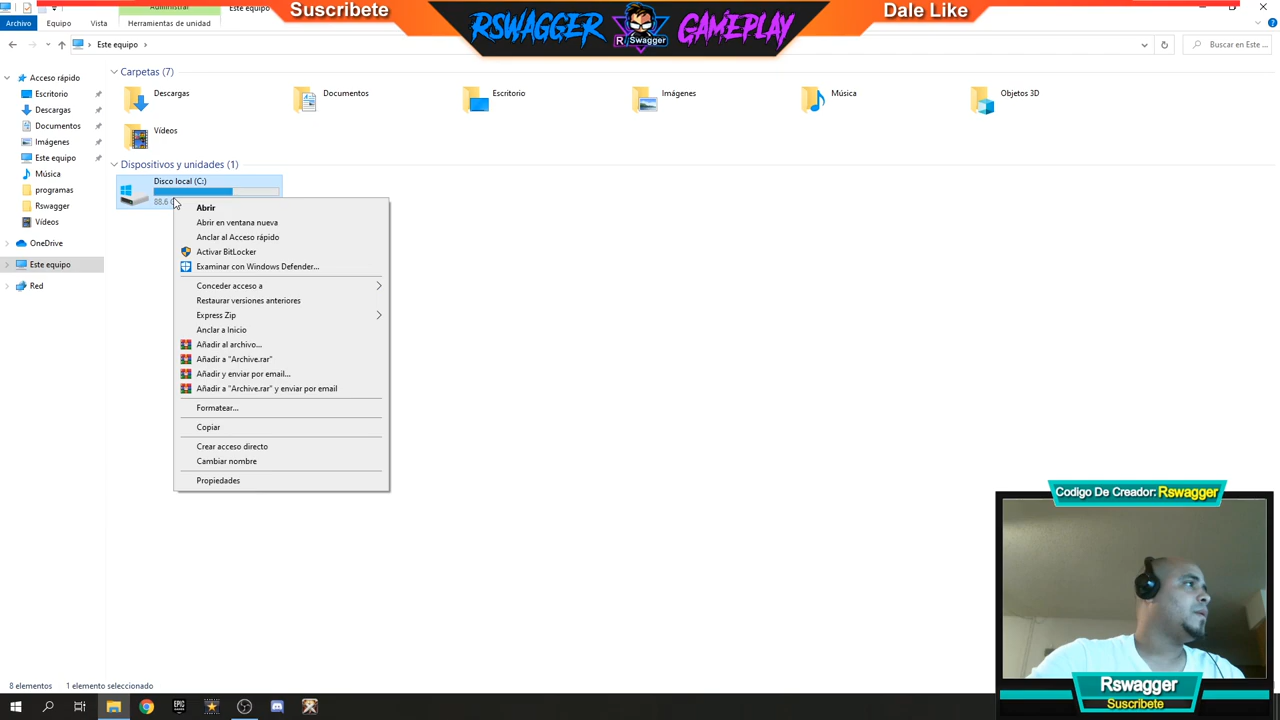 Suscribete
RSWAGGER
R/Swagger
GAMEPLAY
Dale Like
Administrar
Este equipo
Archivo
Equipo
Vista
Herramientas de unidad
Este equipo
Buscar en Este ...
Acceso rápido
Escritorio
Descargas
Documentos
Imágenes
Este equipo
Música
programas
Rswagger
Vídeos
OneDrive
Este equipo
Red
Carpetas (7)
Descargas
Documentos
Escritorio
Imágenes
Música
Objetos 3D
Vídeos
Dispositivos y unidades (1)
Disco local (C:)
88.6
Abrir
Abrir en ventana nueva
Anclar al Acceso rápido
Activar BitLocker
Examinar con Windows Defender...
Conceder acceso a
Restaurar versiones anteriores
Express Zip
Anclar a Inicio
Añadir al archivo...
Añadir a "Archive.rar"
Añadir y enviar por email...
Añadir a "Archive.rar" y enviar por email
Formatear...
Copiar
Crear acceso directo
Cambiar nombre
Propiedades
Codigo De Creador: Rswagger
Rswagger
Suscribete
8 elementos
1 elemento seleccionado
EPIC